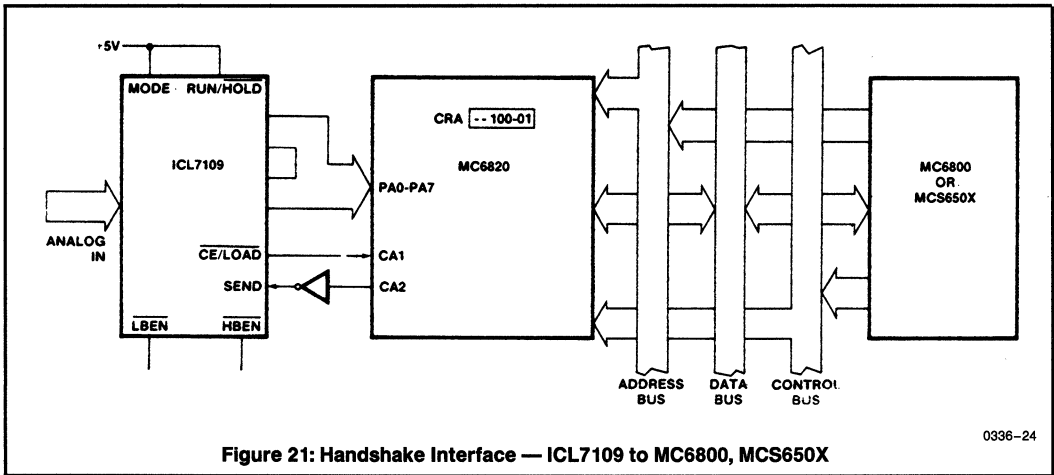 +5V
MODE RUN/HOLD
CRA -- 100-01
ICL7109
MC6820
MC6800
OR
MCS650X
PA0-PA7
ANALOG
IN
CE/LOAD
CA1
SEND
CA2
LBEN HBEN
ADDRESS
BUS
DATA
BUS
CONTROL
BUS
0336–24
Figure 21: Handshake Interface — ICL7109 to MC6800, MCS650X